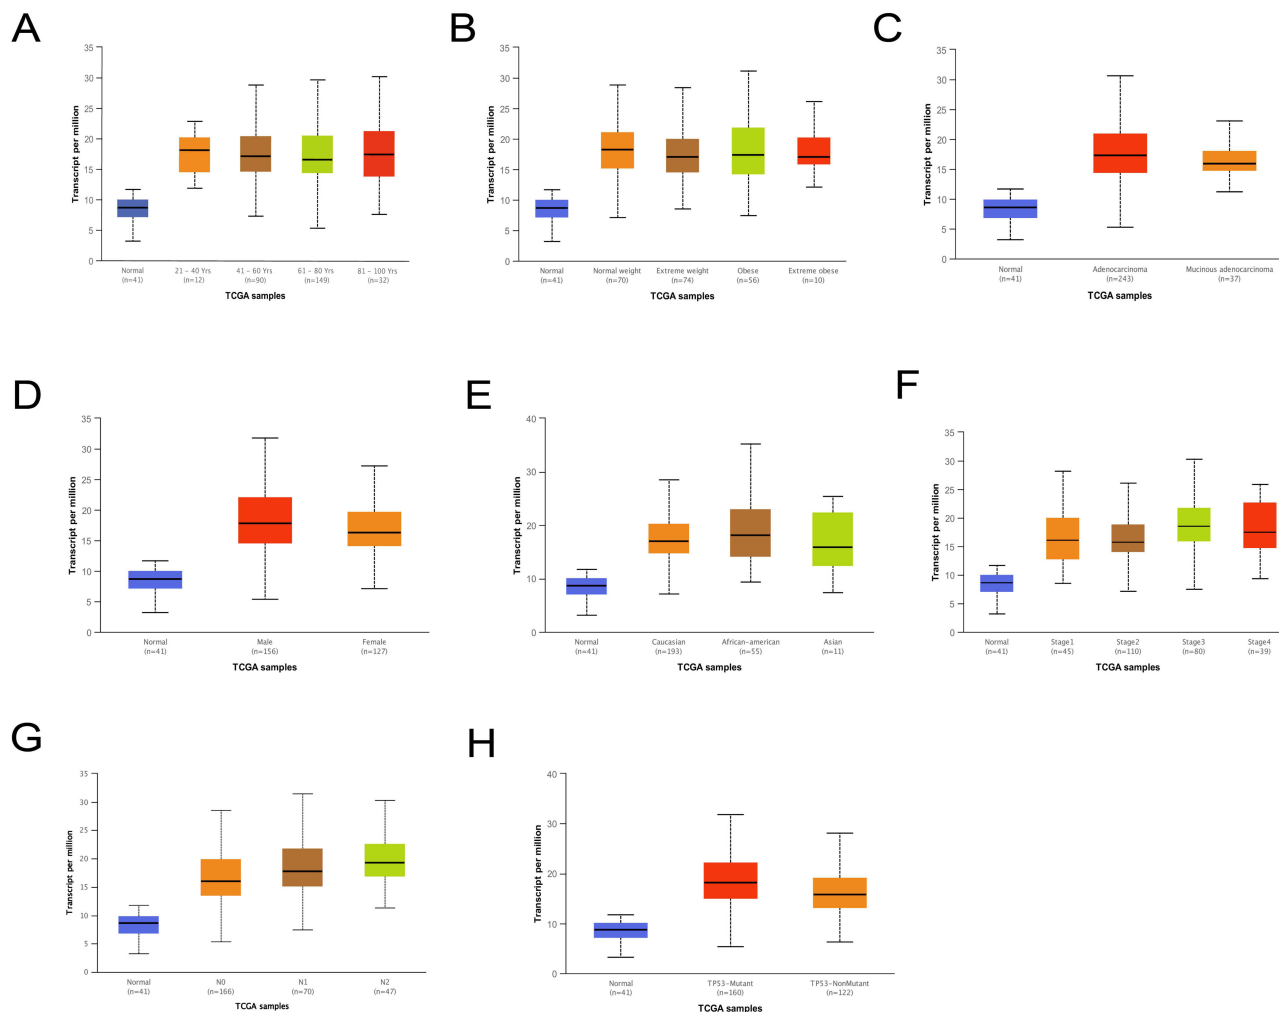 A
35
30
25
20
15
10
5
0
Transcript per million
Normal
(n=41)
21 – 40 Yrs
(n=12)
41 – 60 Yrs
(n=90)
61 – 80 Yrs
(n=149)
81 – 100 Yrs
(n=32)
TCGA samples
B
35
30
25
20
15
10
5
0
Transcript per million
Normal
(n=41)
Normal weight
(n=70)
Extreme weight
(n=74)
Obese
(n=56)
Extreme obese
(n=10)
TCGA samples
C
35
30
25
20
15
10
5
0
Transcript per million
Normal
(n=41)
Adenocarcinoma
(n=243)
Mucinous adenocarcinoma
(n=37)
TCGA samples
D
35
30
25
20
15
10
5
0
Transcript per million
Normal
(n=41)
Male
(n=156)
Female
(n=127)
TCGA samples
E
40
30
20
10
0
Transcript per million
Normal
(n=41)
Caucasian
(n=193)
African-american
(n=55)
Asian
(n=11)
TCGA samples
F
35
30
25
20
15
10
5
0
Transcript per million
Normal
(n=41)
Stage1
(n=45)
Stage2
(n=110)
Stage3
(n=80)
Stage4
(n=39)
TCGA samples
G
35
30
25
20
15
10
5
0
Transcript per million
Normal
(n=41)
N0
(n=166)
N1
(n=70)
N2
(n=47)
TCGA samples
H
40
30
20
10
0
Transcript per million
Normal
(n=41)
TP53-Mutant
(n=160)
TP53-NonMutant
(n=122)
TCGA samples